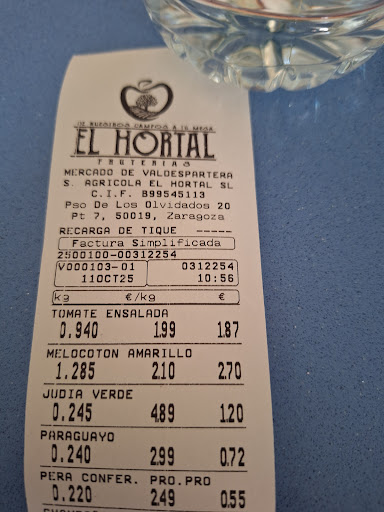 DE NUESTROS CAMPOS A TU MESA
EL HORTAL
FRUTERIAS
MERCADO DE VALDESPARTERA
S. AGRICOLA EL HORTAL SL
C.I.F. B99545113
Pso De Los Olvidados 20
Pt 7, 50019, Zaragoza
RECARGA DE TIQUE -----
Factura Simplificada
2500100-00312254
V000103-01 0312254
11OCT25 10:56
kg €/kg €
TOMATE ENSALADA
0.940 1.99 1.87
MELOCOTON AMARILLO
1.285 2.10 2.70
JUDIA VERDE
0.245 4.89 1.20
PARAGUAYO
0.240 2.99 0.72
PERA CONFER. PRO.PRO
0.220 2.49 0.55